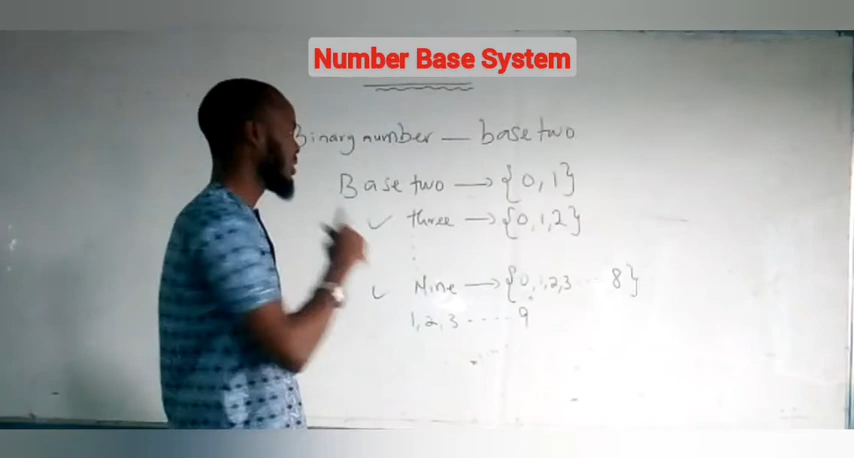 Number Base System
Binary number — base two
Base two → {0, 1}
✓ three → {0, 1, 2}
⋮
✓ Nine → {0, 1, 2, 3 ... 8}
1, 2, 3 ..... 9